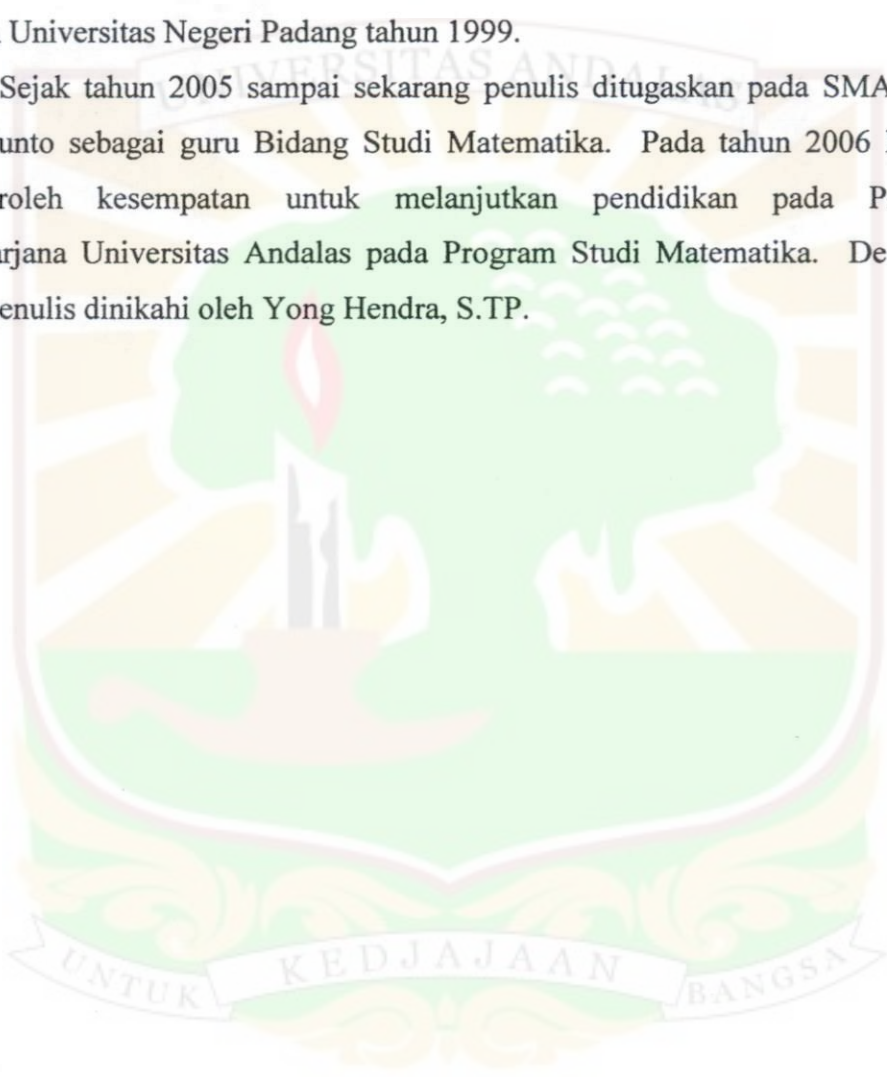 Universitas Negeri Padang tahun 1999.
Sejak tahun 2005 sampai sekarang penulis ditugaskan pada SMA
unto sebagai guru Bidang Studi Matematika. Pada tahun 2006
roleh kesempatan untuk melanjutkan pendidikan pada P
rjana Universitas Andalas pada Program Studi Matematika. De
enulis dinikahi oleh Yong Hendra, S.TP.
UNIVERSITAS ANDALAS
UNTUK KEDJAJAAN BANGSA